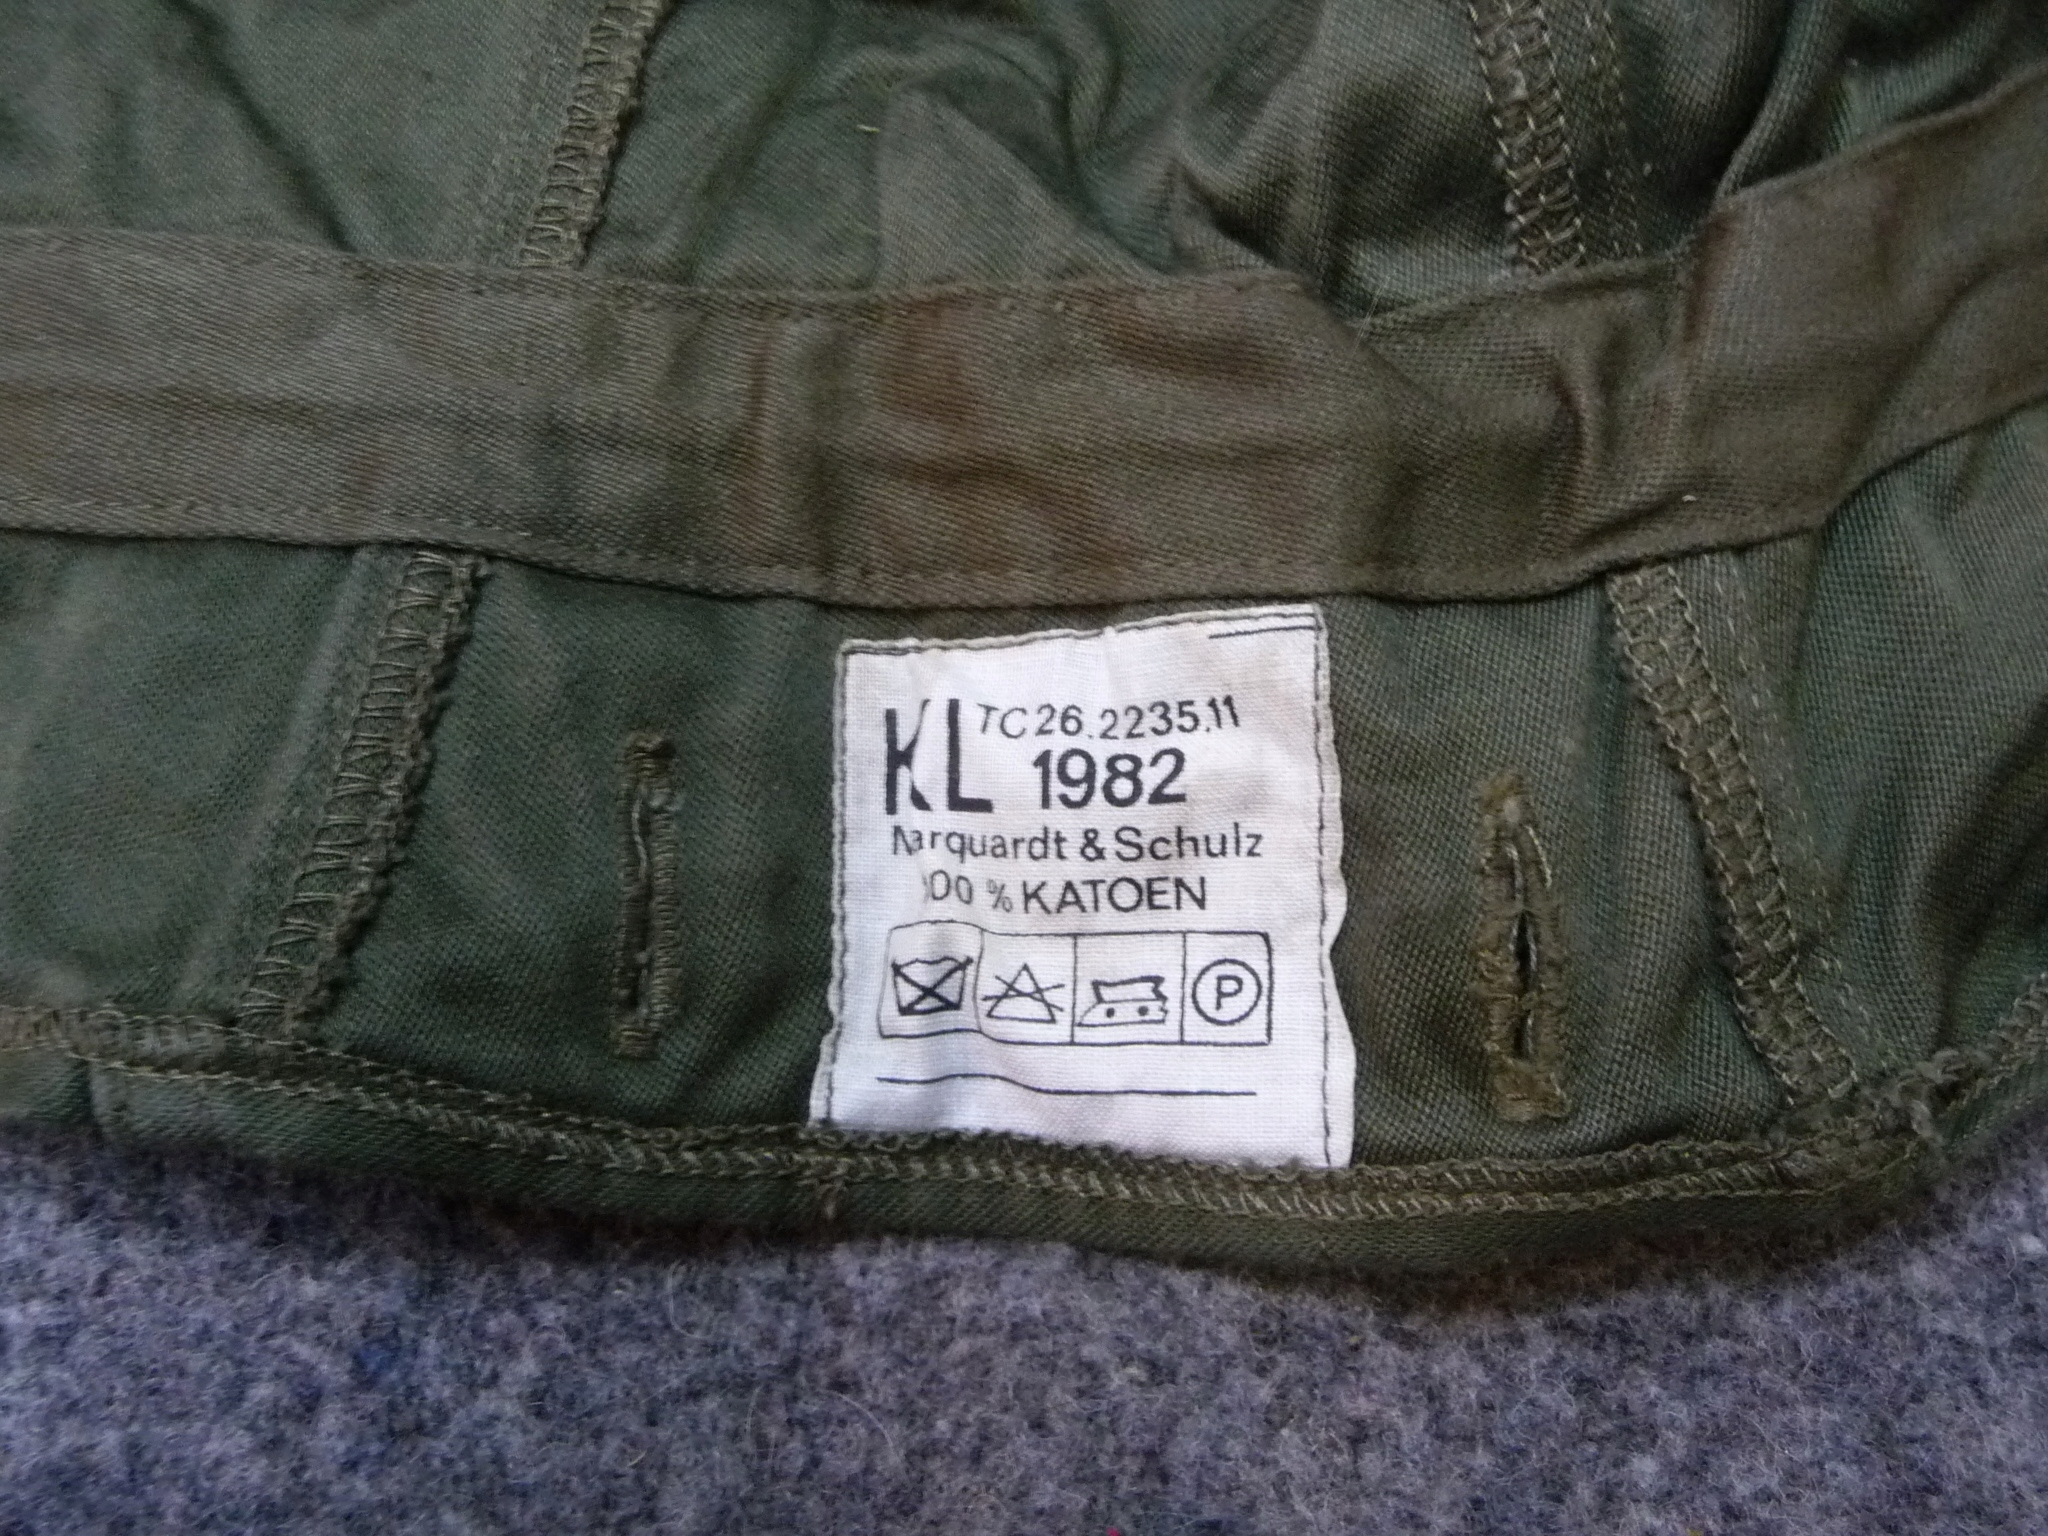 KL TC 26.2235.11
1982
Marquardt & Schulz
100 % KATOEN
P